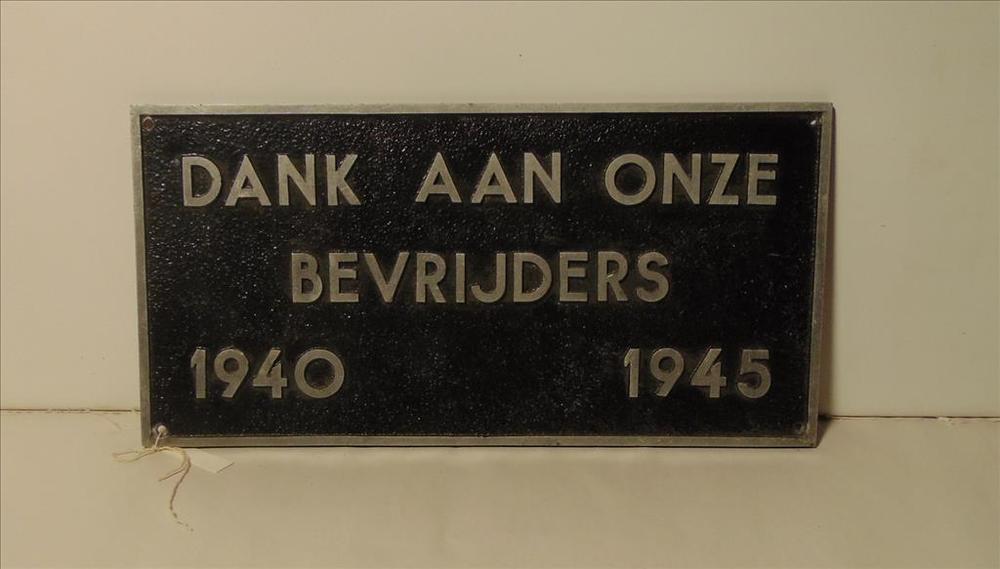 DANK AAN ONZE
BEVRIJDERS
1940 1945